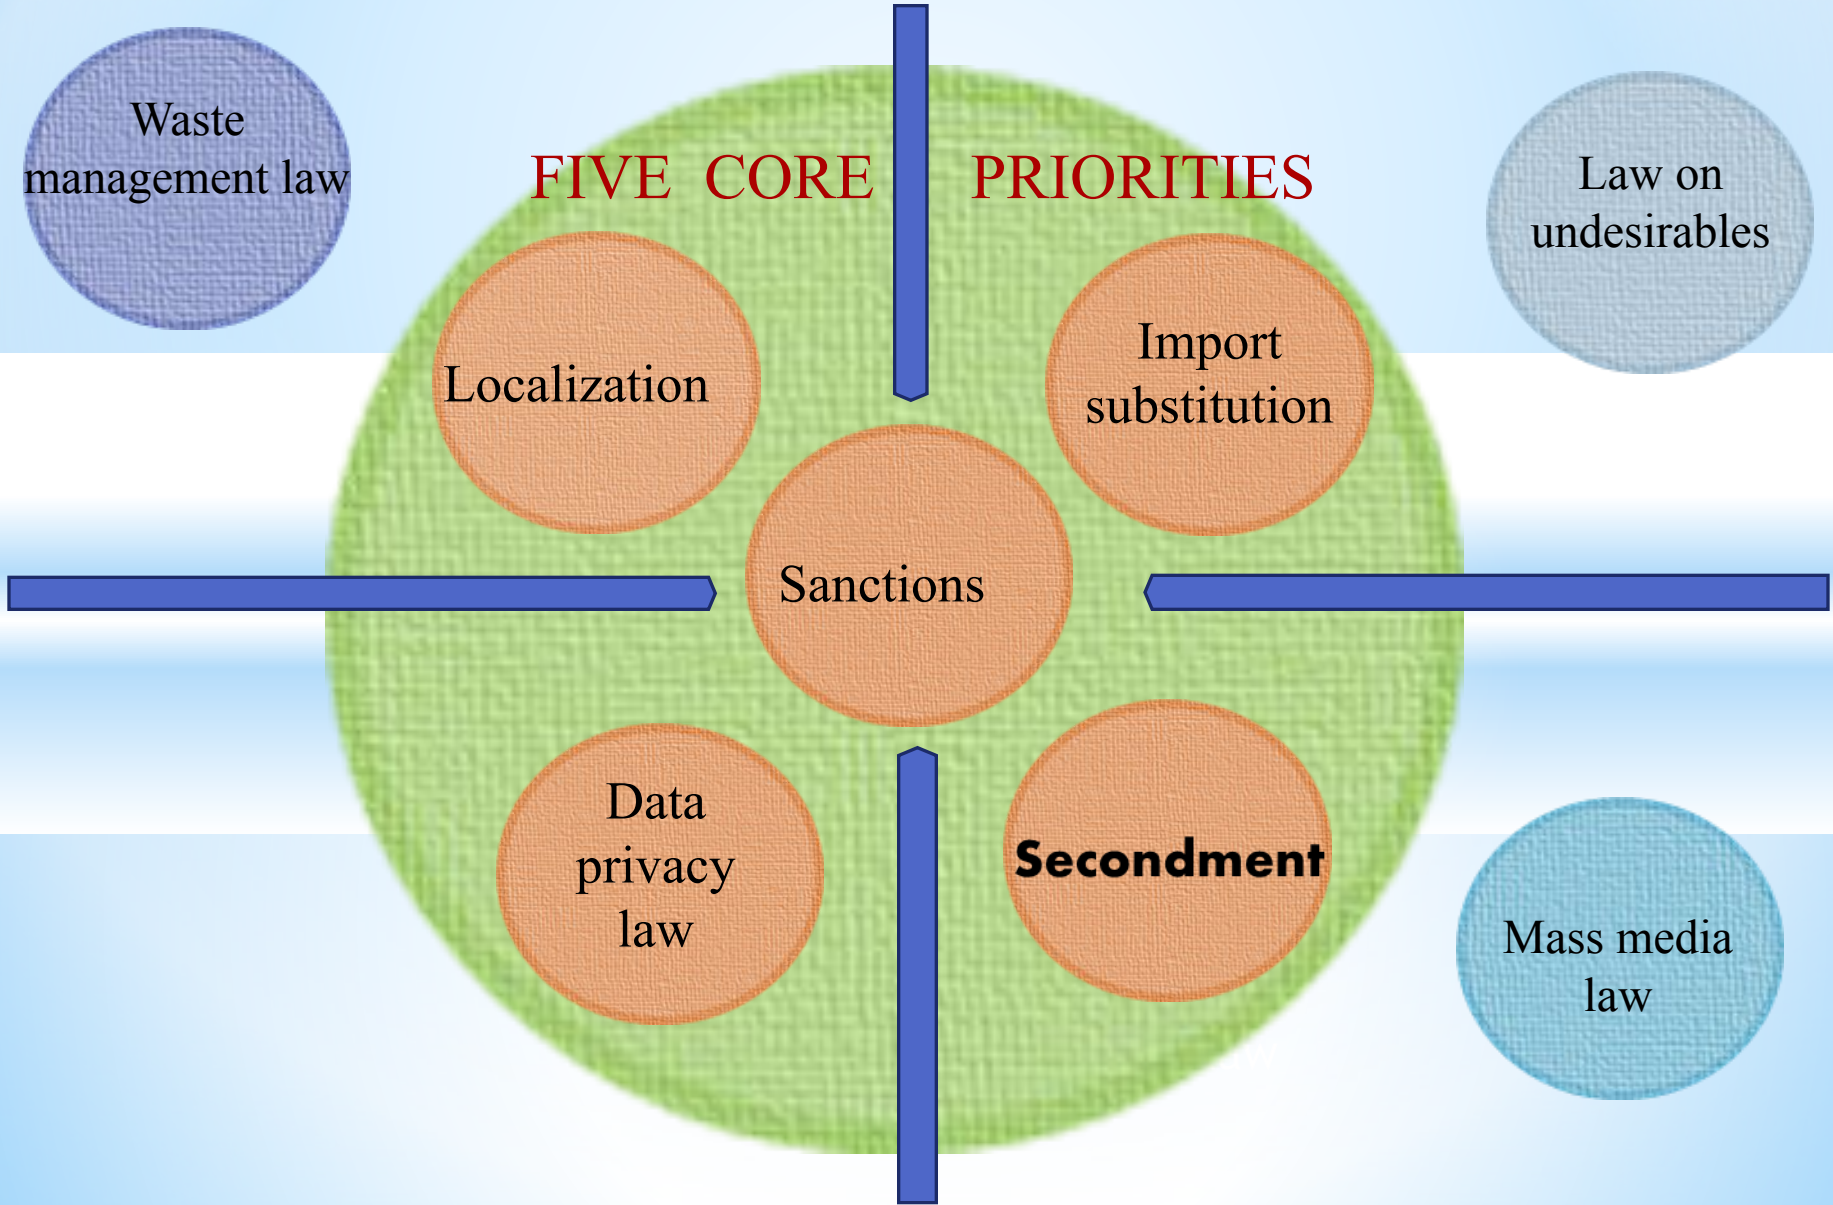 Waste
management law
FIVE CORE PRIORITIES
Law on
undesirables
Localization
Import
substitution
Sanctions
Data
privacy
law
Secondment
Mass media
law